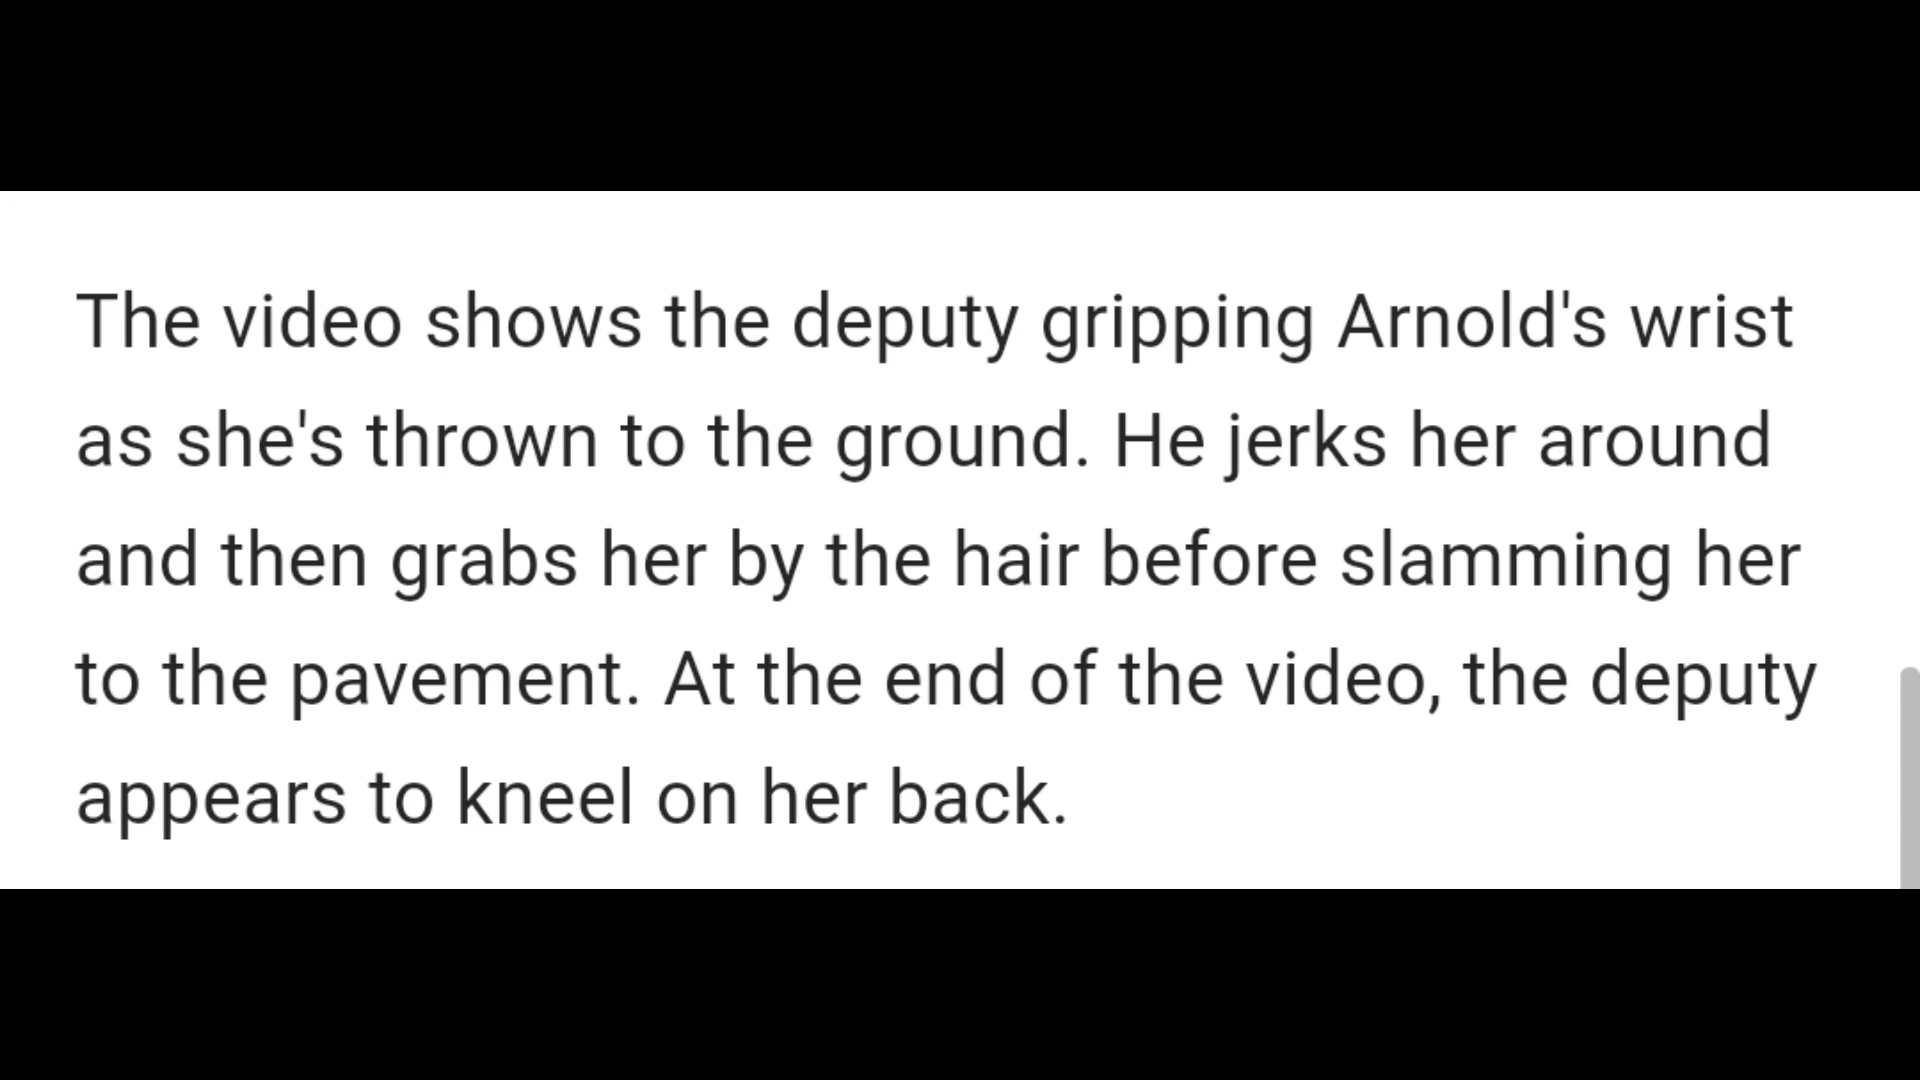 The video shows the deputy gripping Arnold's wrist
as she's thrown to the ground. He jerks her around
and then grabs her by the hair before slamming her
to the pavement. At the end of the video, the deputy
appears to kneel on her back.